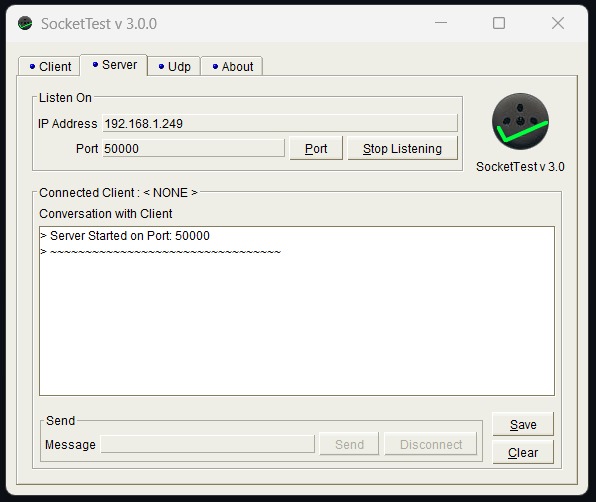 SocketTest v 3.0.0
Client Server Udp About
Listen On
IP Address 192.168.1.249
Port 50000 Port Stop Listening
SocketTest v 3.0
Connected Client : < NONE >
Conversation with Client
> Server Started on Port: 50000
> ~~~~~~~~~~~~~~~~~~~~~~~~~~~~~~~~~
Send
Message Send Disconnect
Save
Clear